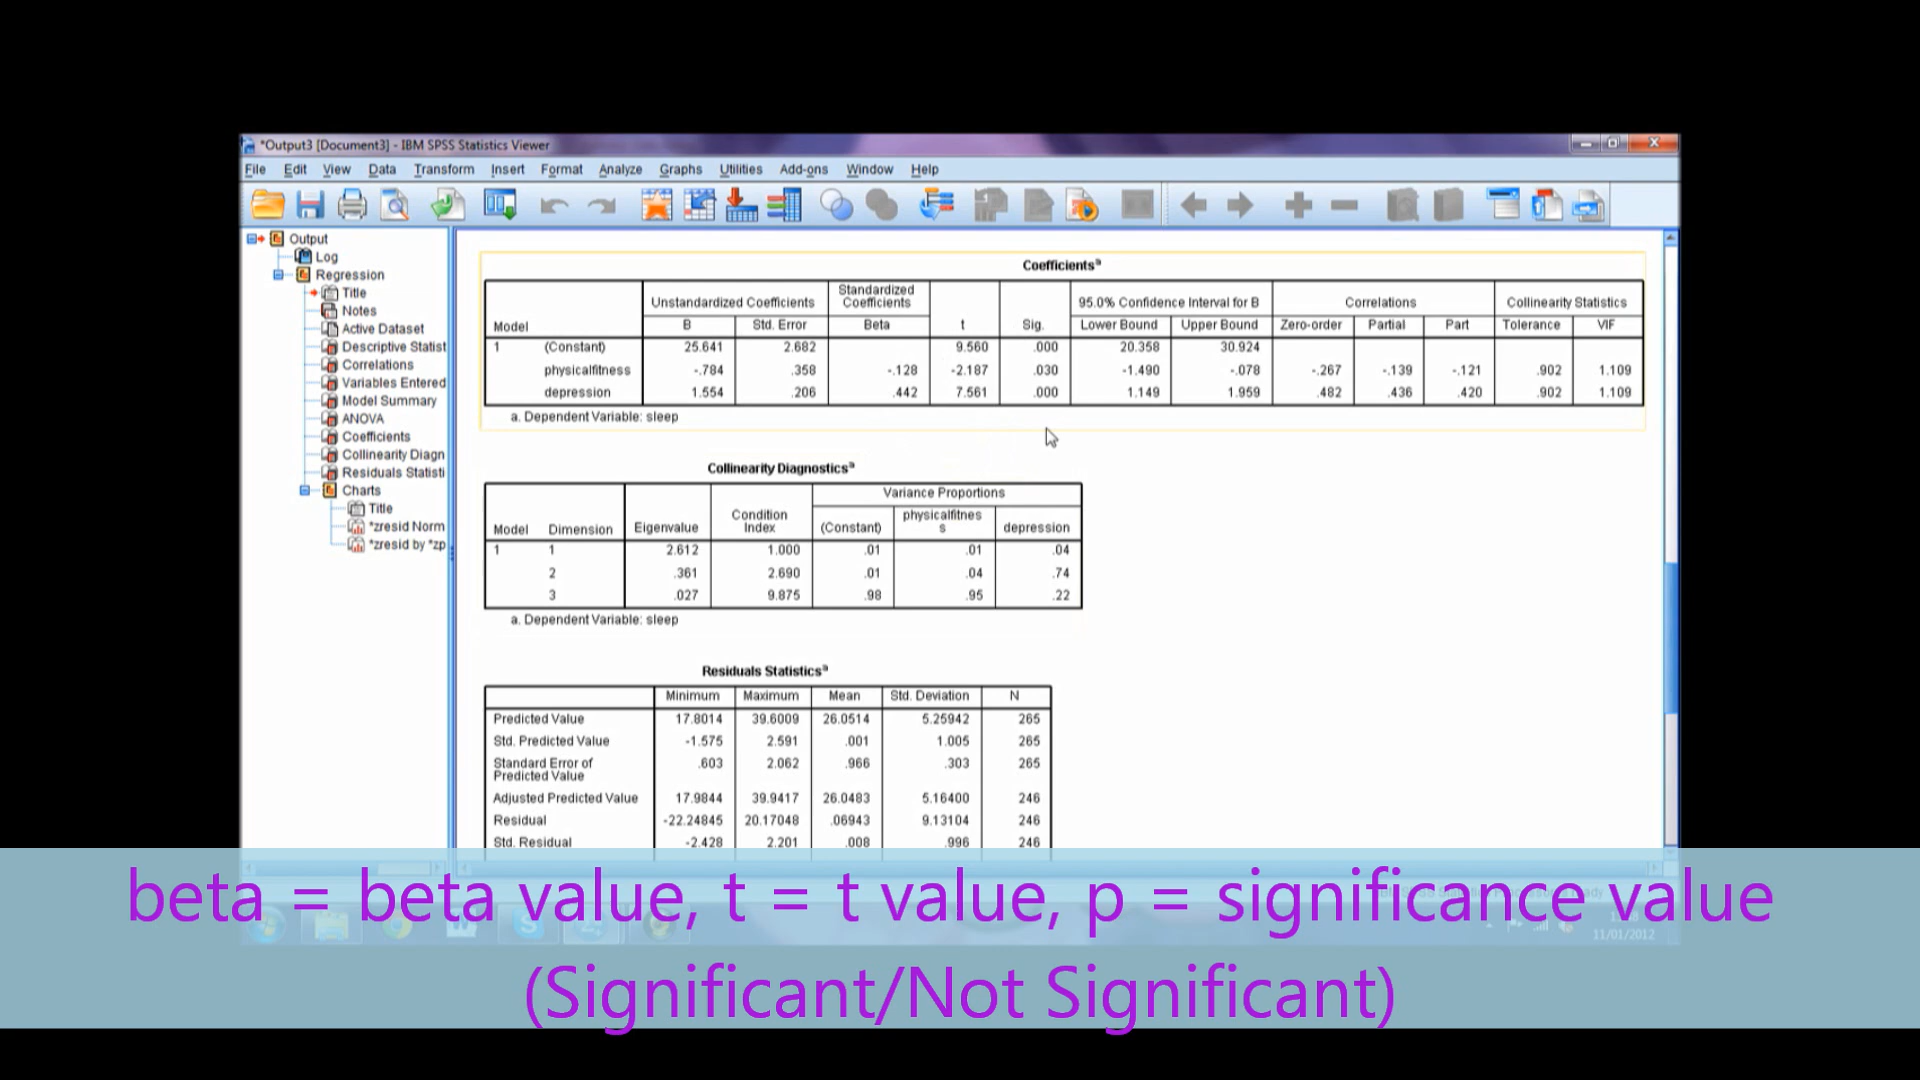 *Output3 [Document3] - IBM SPSS Statistics Viewer
File Edit View Data Transform Insert Format Analyze Graphs Utilities Add-ons Window Help
Output
Log
Regression
Title
Notes
Active Dataset
Descriptive Statist
Correlations
Variables Entered
Model Summary
ANOVA
Coefficients
Collinearity Diagn
Residuals Statisti
Charts
Title
*zresid Norm
*zresid by *zp
Coefficientsa
Model Unstandardized Coefficients Standardized Coefficients t Sig. 95.0% Confidence Interval for B Correlations Collinearity Statistics
B Std. Error Beta Lower Bound Upper Bound Zero-order Partial Part Tolerance VIF
1 (Constant) 25.641 2.682 9.560 .000 20.358 30.924
physicalfitness -.784 .358 -.128 -2.187 .030 -1.490 -.078 -.267 -.139 -.121 .902 1.109
depression 1.554 .206 .442 7.561 .000 1.149 1.959 .482 .436 .420 .902 1.109
a. Dependent Variable: sleep
Collinearity Diagnosticsa
Model Dimension Eigenvalue Condition Index Variance Proportions
(Constant) physicalfitness depression
1 1 2.612 1.000 .01 .01 .04
2 .361 2.690 .01 .04 .74
3 .027 9.875 .98 .95 .22
a. Dependent Variable: sleep
Residuals Statisticsa
Minimum Maximum Mean Std. Deviation N
Predicted Value 17.8014 39.6009 26.0514 5.25942 265
Std. Predicted Value -1.575 2.591 .001 1.005 265
Standard Error of Predicted Value .603 2.062 .966 .303 265
Adjusted Predicted Value 17.9844 39.9417 26.0483 5.16400 246
Residual -22.24845 20.17048 .06943 9.13104 246
Std. Residual -2.428 2.201 .008 .996 246
beta = beta value, t = t value, p = significance value
(Significant/Not Significant)
11/01/2012